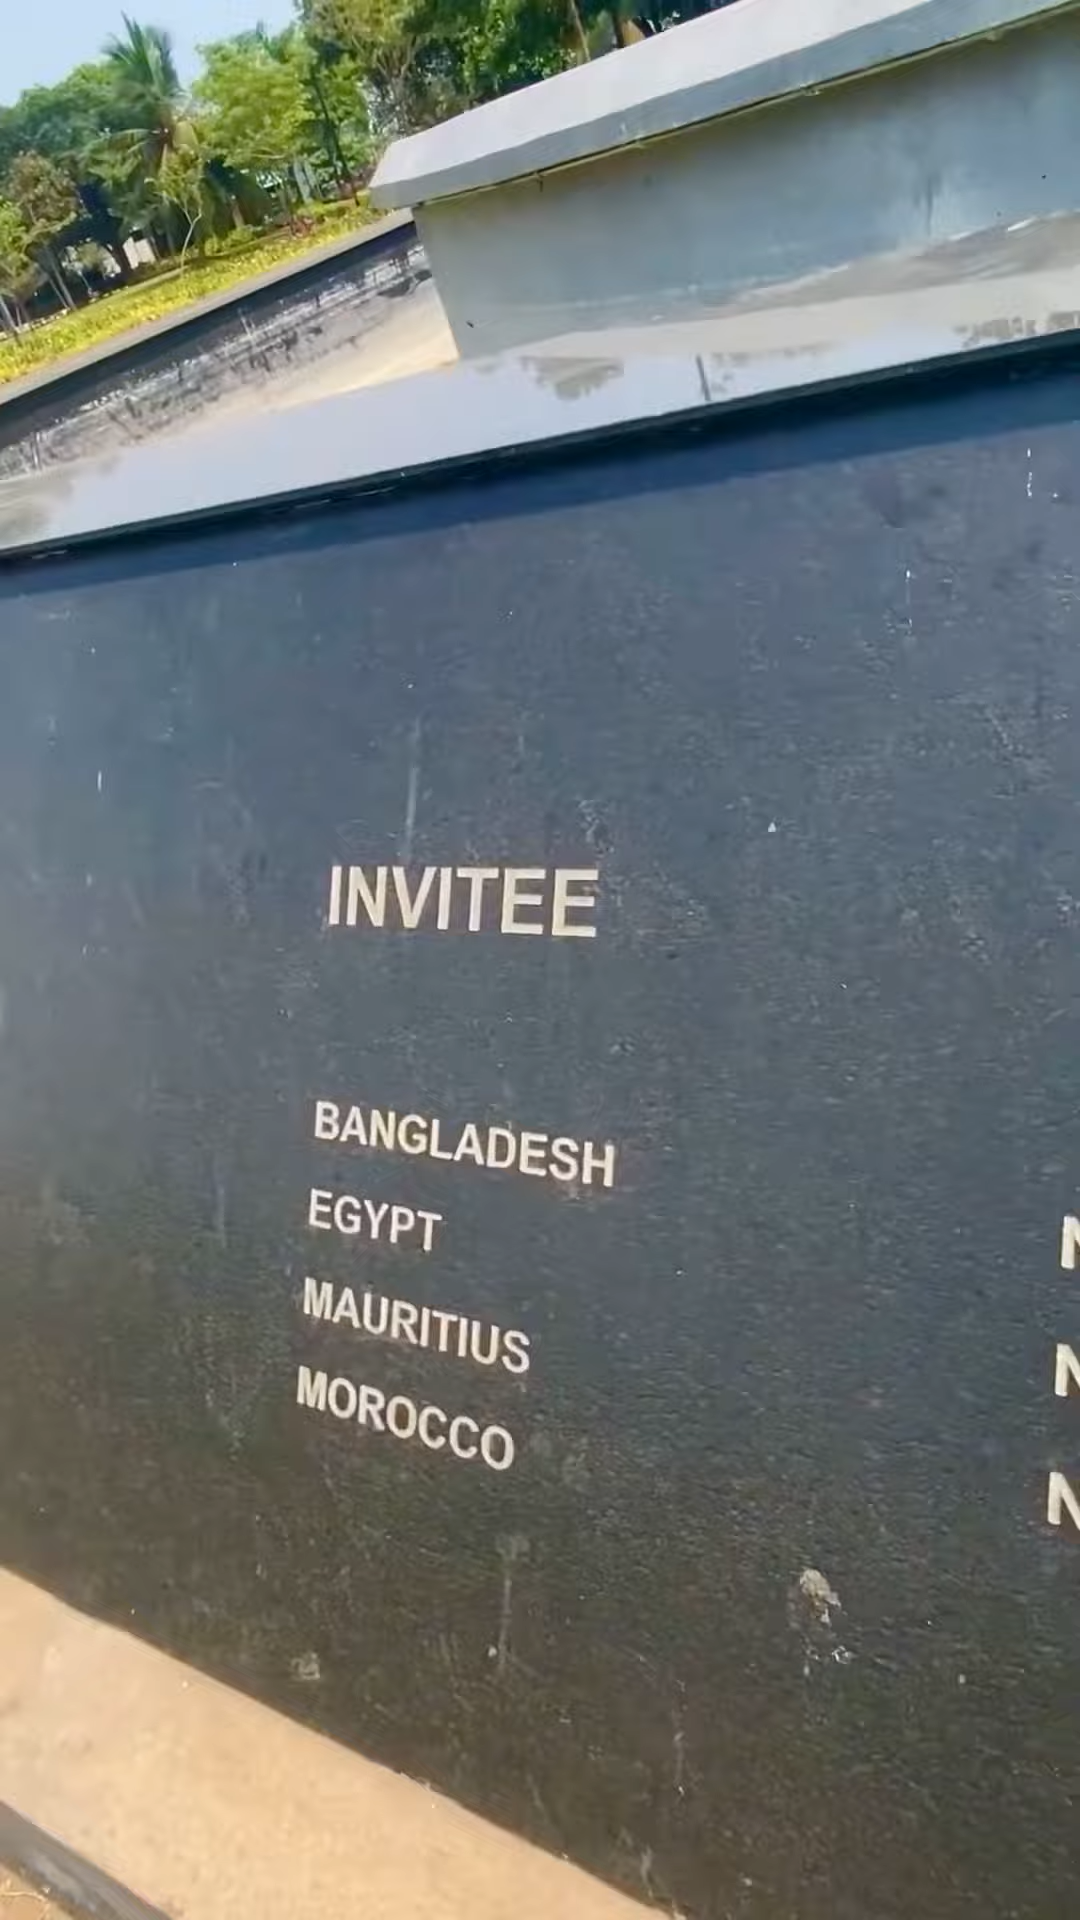 INVITEE
BANGLADESH
EGYPT
MAURITIUS
MOROCCO
N
N
N